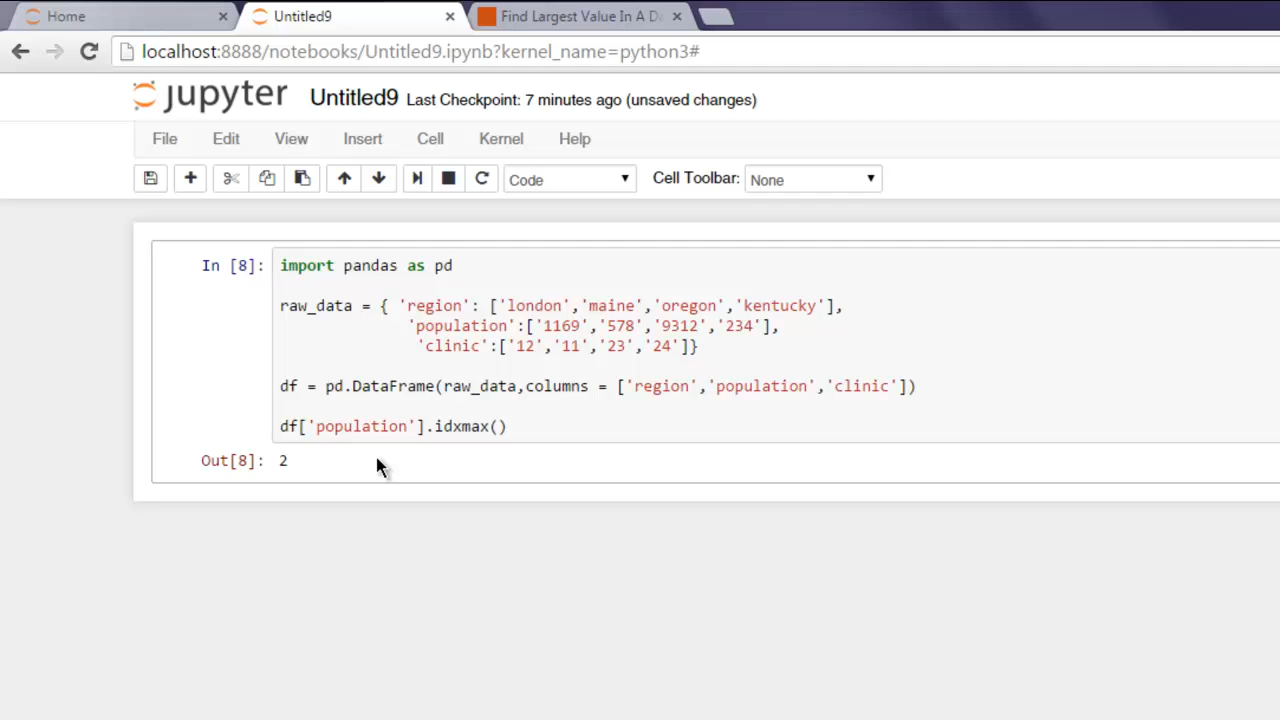 Home
Untitled9
Find Largest Value In A Da
localhost:8888/notebooks/Untitled9.ipynb?kernel_name=python3#
jupyter Untitled9 Last Checkpoint: 7 minutes ago (unsaved changes)
File Edit View Insert Cell Kernel Help
Code Cell Toolbar: None
In [8]: import pandas as pd
raw_data = { 'region': ['london','maine','oregon','kentucky'],
'population':['1169','578','9312','234'],
'clinic':['12','11','23','24']}
df = pd.DataFrame(raw_data,columns = ['region','population','clinic'])
df['population'].idxmax()
Out[8]: 2